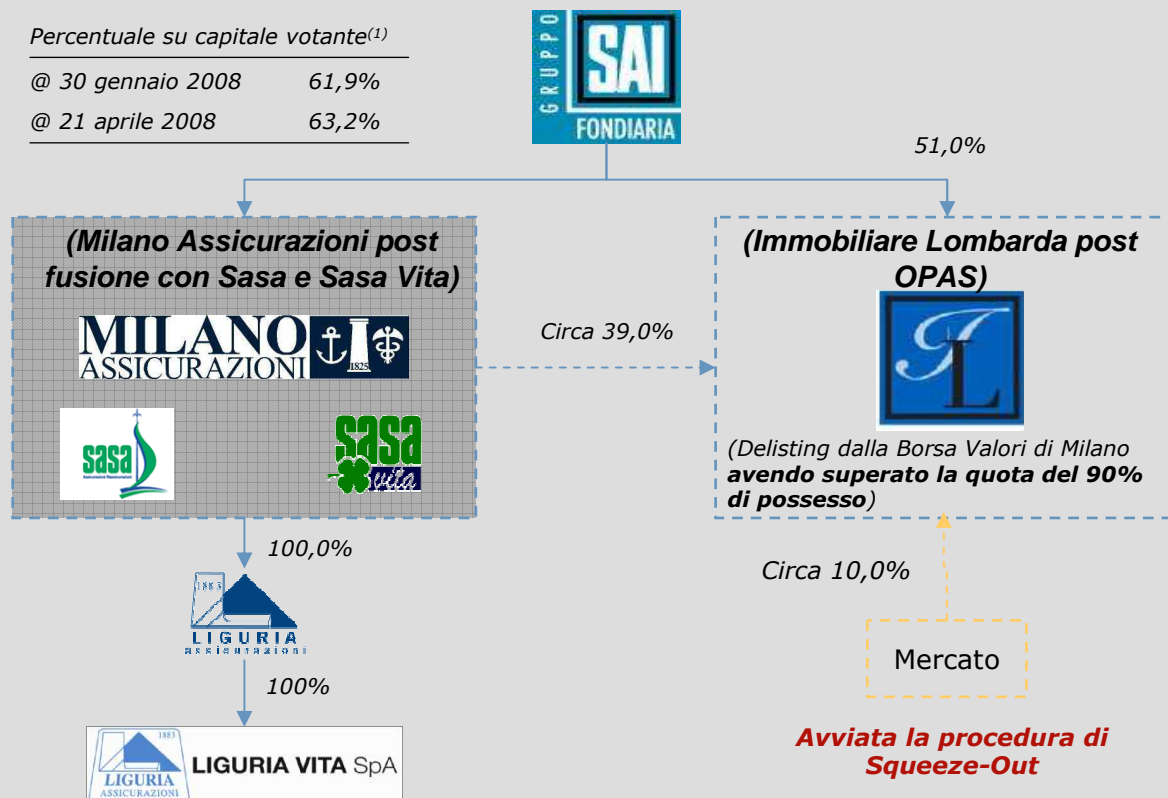 Percentuale su capitale votante(1)
@ 30 gennaio 2008 61,9%
@ 21 aprile 2008 63,2%
GRUPPO
SAI
FONDIARIA
51,0%
(Milano Assicurazioni post
fusione con Sasa e Sasa Vita)
MILANO
ASSICURAZIONI
1825
sasa
Assicurazioni Riassicurazioni
sasa
vita
Circa 39,0%
(Immobiliare Lombarda post
OPAS)
IL
(Delisting dalla Borsa Valori di Milano
avendo superato la quota del 90%
di possesso)
100,0%
1883
LIGURIA
assicurazioni
100%
1883
LIGURIA
ASSICURAZIONI
LIGURIA VITA SpA
Circa 10,0%
Mercato
Avviata la procedura di
Squeeze-Out